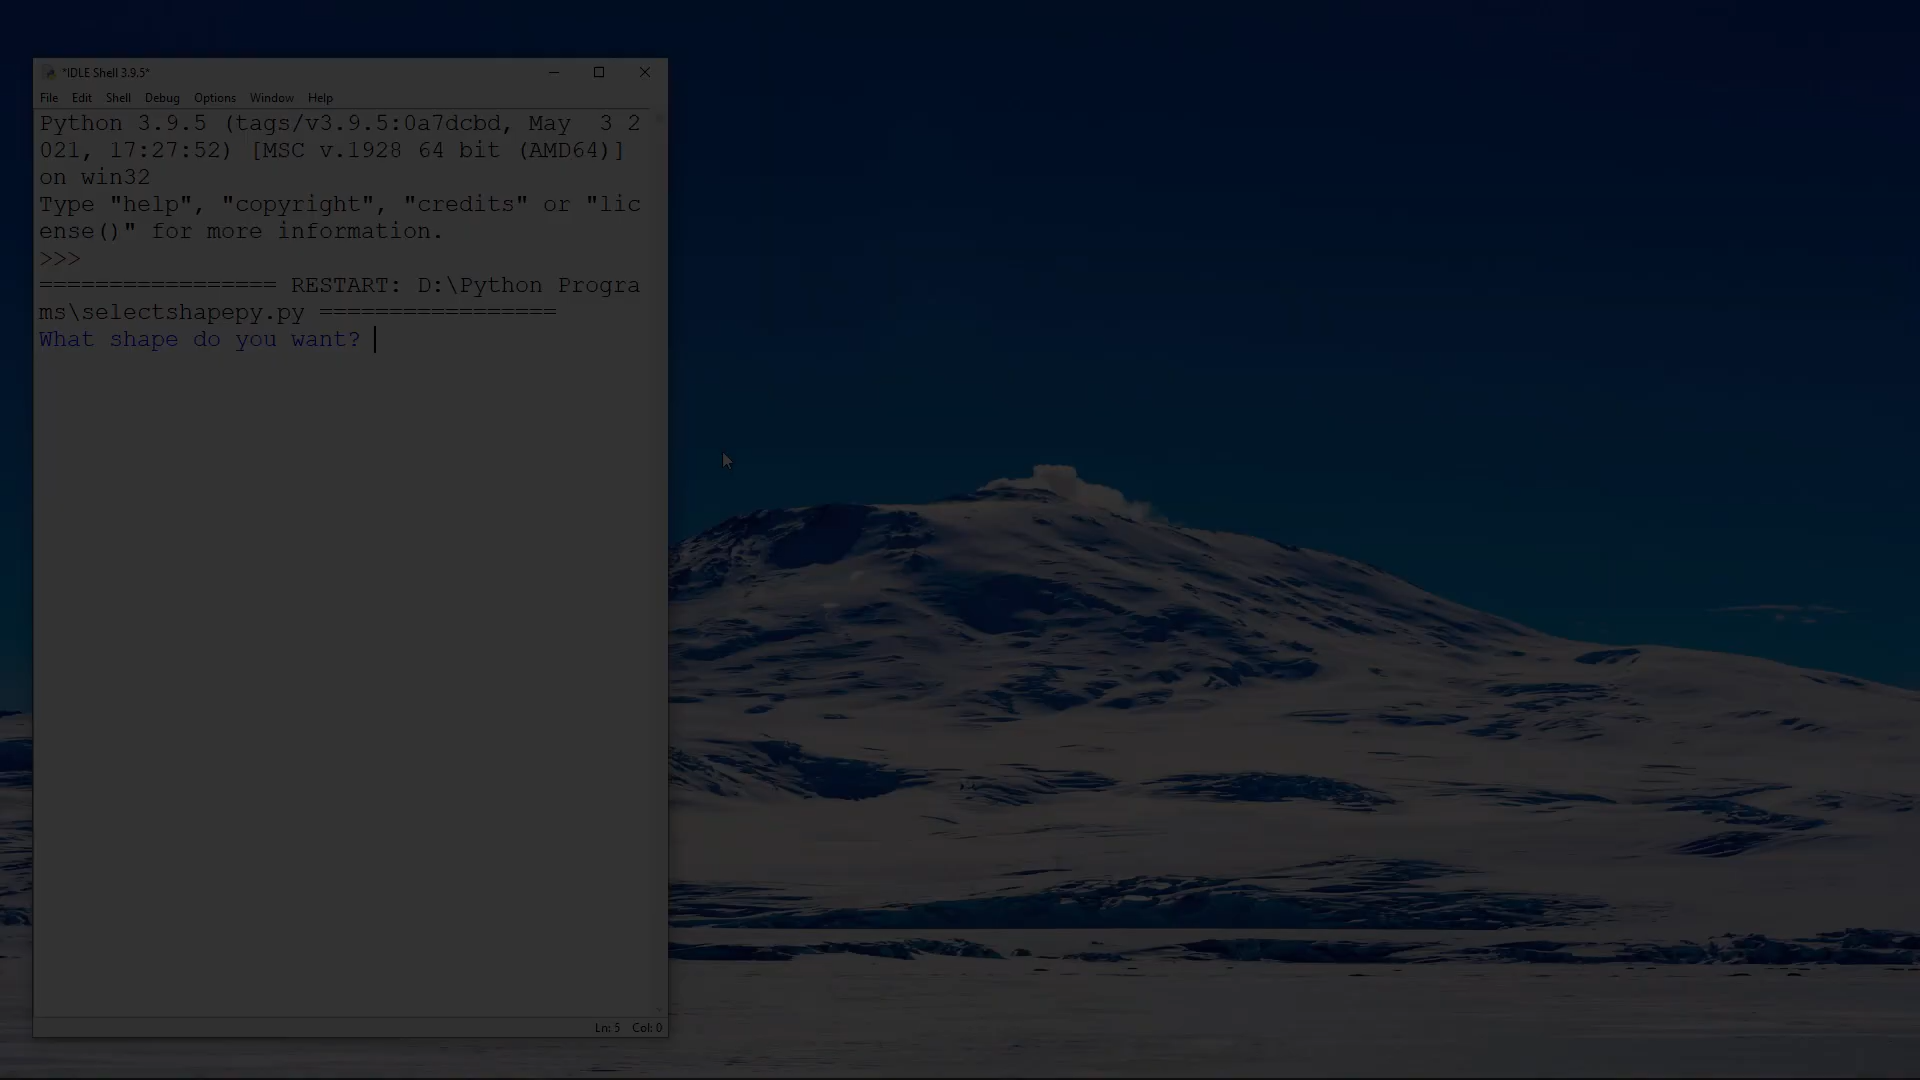 *IDLE Shell 3.9.5*
File Edit Shell Debug Options Window Help
Python 3.9.5 (tags/v3.9.5:0a7dcbd, May  3 2
021, 17:27:52) [MSC v.1928 64 bit (AMD64)]
on win32
Type "help", "copyright", "credits" or "lic
ense()" for more information.
>>>
================= RESTART: D:\Python Progra
ms\selectshapepy.py =================
What shape do you want?
Ln: 5 Col: 0